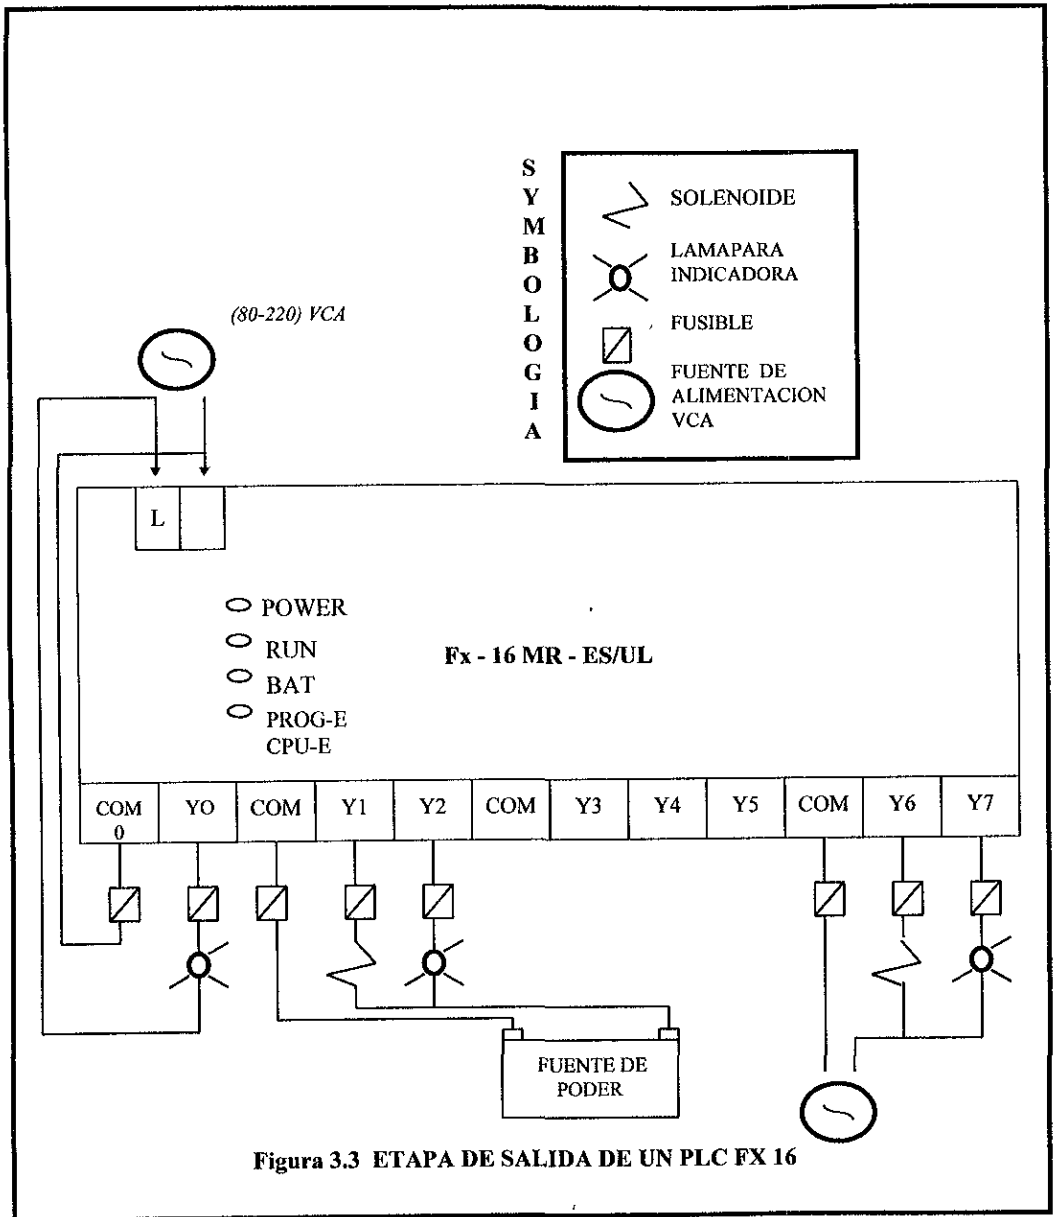 SYMBOLOGIA
SOLENOIDE
LAMAPARA
INDICADORA
FUSIBLE
FUENTE DE
ALIMENTACION
VCA
(80-220) VCA
L
POWER
RUN
BAT
PROG-E
CPU-E
Fx - 16 MR - ES/UL
COM
0
YO
COM
Y1
Y2
COM
Y3
Y4
Y5
COM
Y6
Y7
FUENTE DE
PODER
Figura 3.3 ETAPA DE SALIDA DE UN PLC FX 16